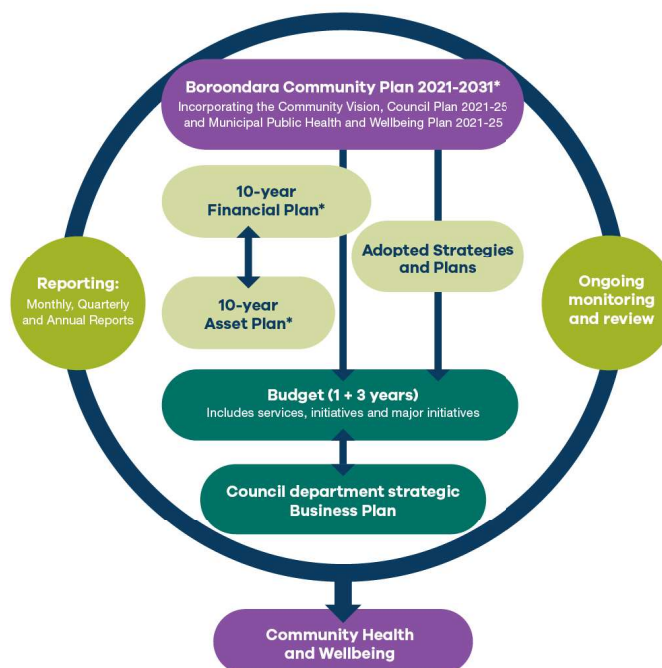 Boroondara Community Plan 2021-2031*
Incorporating the Community Vision, Council Plan 2021-25
and Municipal Public Health and Wellbeing Plan 2021-25
10-year
Financial Plan*
Adopted Strategies
and Plans
Reporting:
Monthly, Quarterly
and Annual Reports
10-year
Asset Plan*
Ongoing
monitoring
and review
Budget (1 + 3 years)
Includes services, initiatives and major initiatives
Council department strategic
Business Plan
Community Health
and Wellbeing